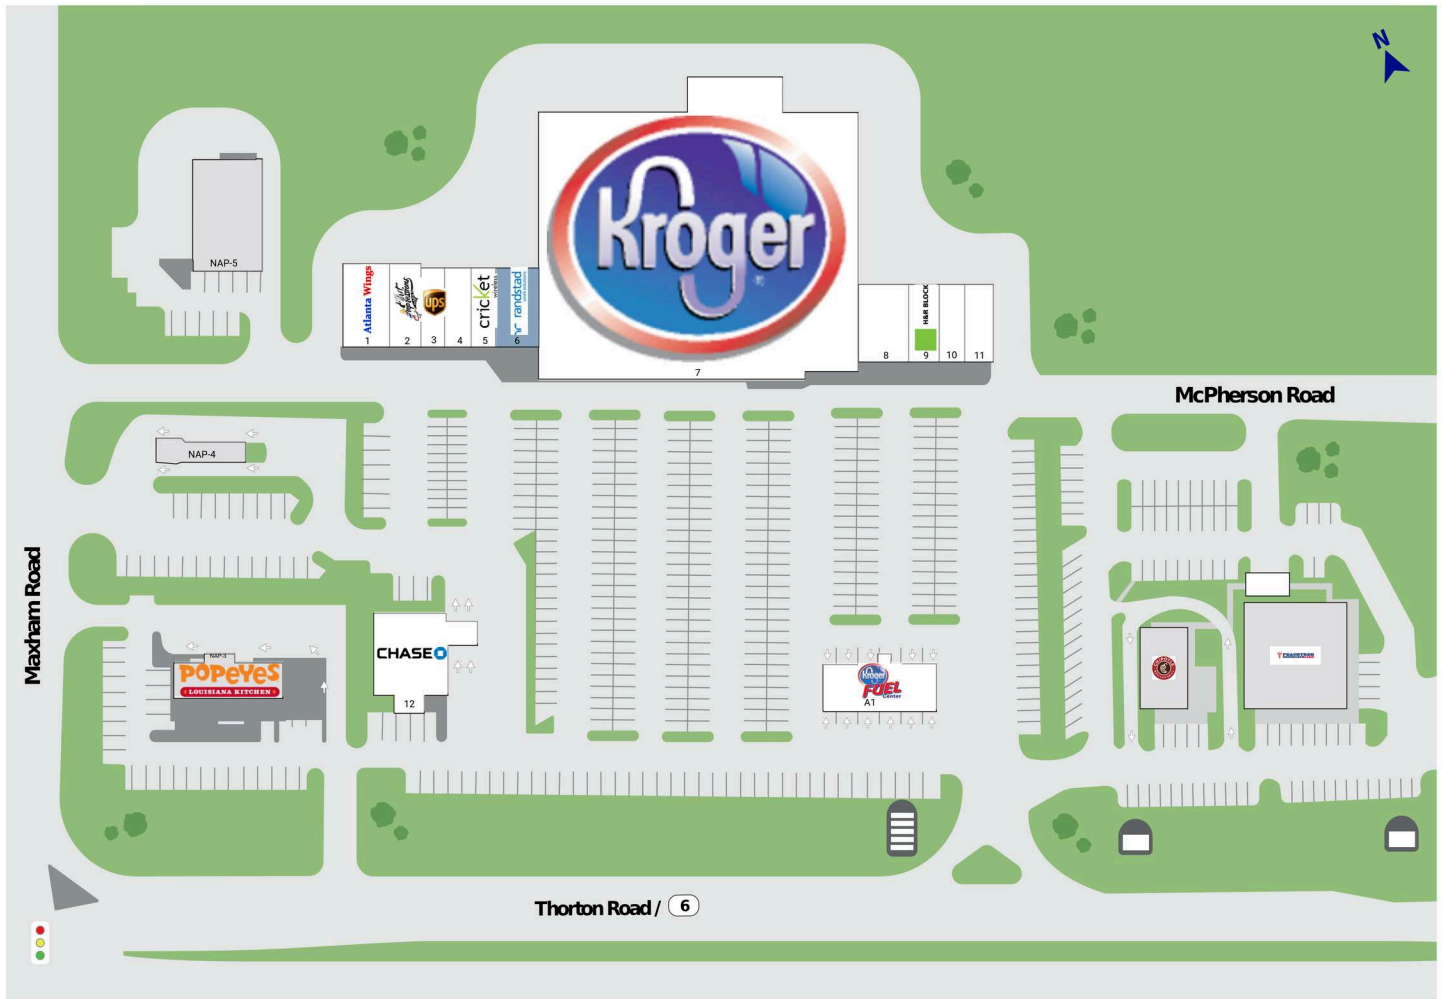 N
Kroger
®
NAP-5
Atlanta Wings
UPS
cricket
wireless
randstad
H&R BLOCK
1
2
3
4
5
6
7
8
9
10
11
McPherson Road
NAP-4
Maxham Road
NAP-3
POPEYES
LOUISIANA KITCHEN
CHASE
12
Kroger
FUEL
Center
A1
Thorton Road /
6